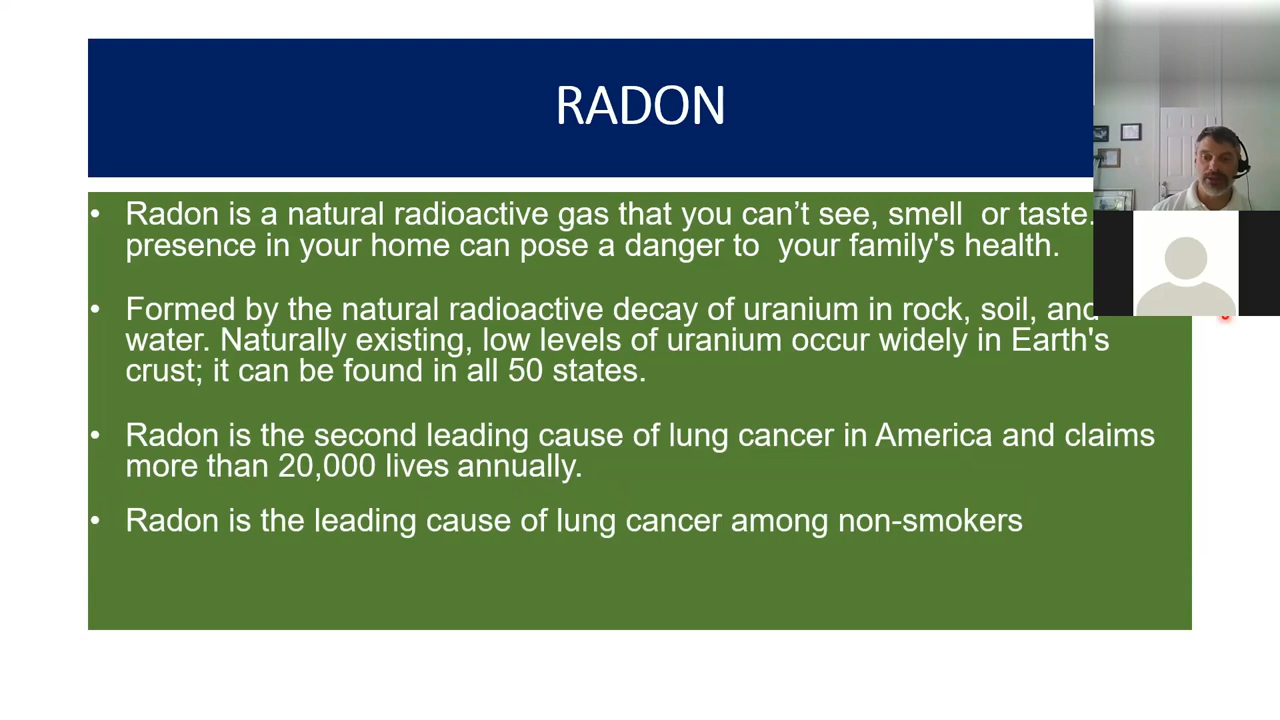 RADON
• Radon is a natural radioactive gas that you can’t see, smell  or taste.
presence in your home can pose a danger to  your family's health.
• Formed by the natural radioactive decay of uranium in rock, soil, and
water. Naturally existing, low levels of uranium occur widely in Earth's
crust; it can be found in all 50 states.
• Radon is the second leading cause of lung cancer in America and claims
more than 20,000 lives annually.
• Radon is the leading cause of lung cancer among non-smokers